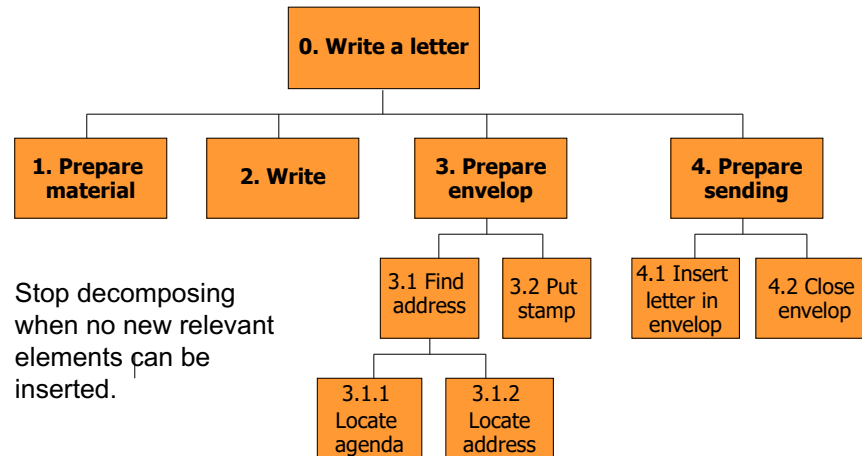 0. Write a letter
1. Prepare
material
2. Write
3. Prepare
envelop
4. Prepare
sending
3.1 Find
address
3.2 Put
stamp
4.1 Insert
letter in
envelop
4.2 Close
envelop
Stop decomposing
when no new relevant
elements can be
inserted.
3.1.1
Locate
agenda
3.1.2
Locate
address